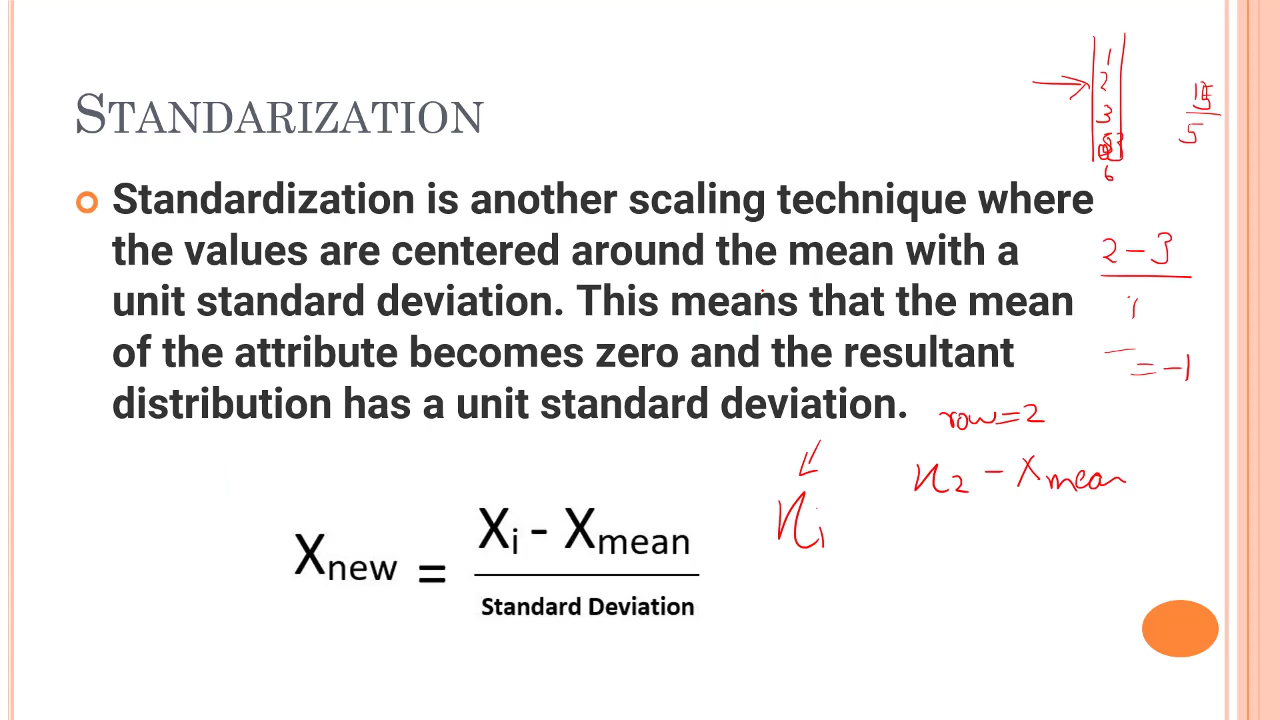 STANDARIZATION
Standardization is another scaling technique where
the values are centered around the mean with a
unit standard deviation. This means that the mean
of the attribute becomes zero and the resultant
distribution has a unit standard deviation.
Xnew = Xi - Xmean
Standard Deviation
1
2
3
6
5
2 - 3
= -1
row = 2
x2 - xmean
xi